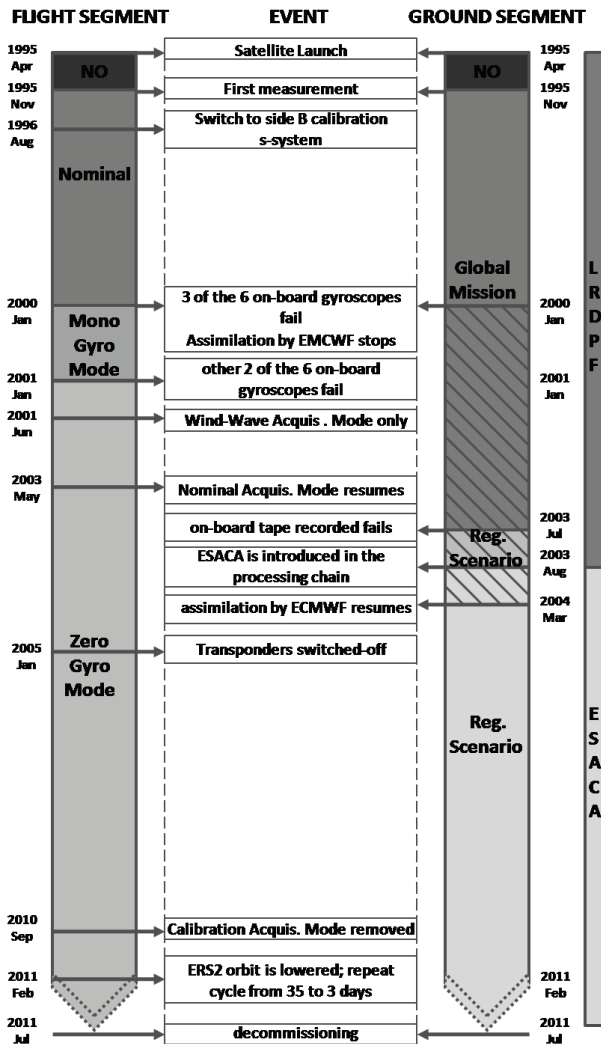 FLIGHT SEGMENT EVENT GROUND SEGMENT
1995
Apr
Satellite Launch
1995
Apr
NO
NO
1995
Nov
First measurement
1995
Nov
1996
Aug
Switch to side B calibration
s-system
Nominal
Global
Mission
2000
Jan
3 of the 6 on-board gyroscopes
fail
Assimilation by EMCWF stops
2000
Jan
Mono
Gyro
Mode
2001
Jan
other 2 of the 6 on-board
gyroscopes fail
2001
Jan
2001
Jun
Wind-Wave Acquis . Mode only
2003
May
Nominal Acquis. Mode resumes
on-board tape recorded fails
2003
Jul
Reg.
Scenario
ESACA is introduced in the
processing chain
2003
Aug
assimilation by ECMWF resumes
2004
Mar
Zero
Gyro
Mode
2005
Jan
Transponders switched-off
Reg.
Scenario
2010
Sep
Calibration Acquis. Mode removed
2011
Feb
ERS2 orbit is lowered; repeat
cycle from 35 to 3 days
2011
Feb
2011
Jul
decommissioning
2011
Jul
L
R
D
P
F
E
S
A
C
A